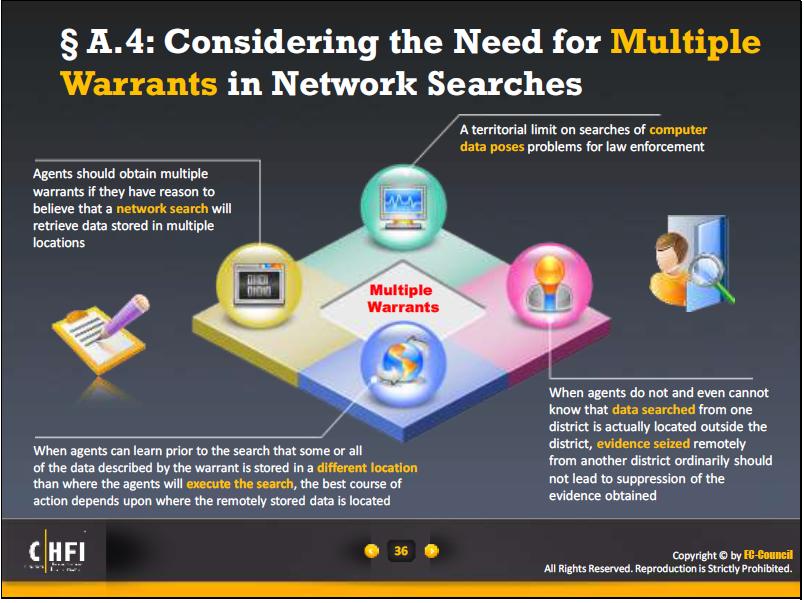 § A.4: Considering the Need for Multiple
Warrants in Network Searches
A territorial limit on searches of computer
data poses problems for law enforcement
Agents should obtain multiple
warrants if they have reason to
believe that a network search will
retrieve data stored in multiple
locations
Multiple
Warrants
When agents do not and even cannot
know that data searched from one
district is actually located outside the
district, evidence seized remotely
from another district ordinarily should
not lead to suppression of the
evidence obtained
When agents can learn prior to the search that some or all
of the data described by the warrant is stored in a different location
than where the agents will execute the search, the best course of
action depends upon where the remotely stored data is located
CHFI
36
Copyright © by EC-Council
All Rights Reserved. Reproduction is Strictly Prohibited.